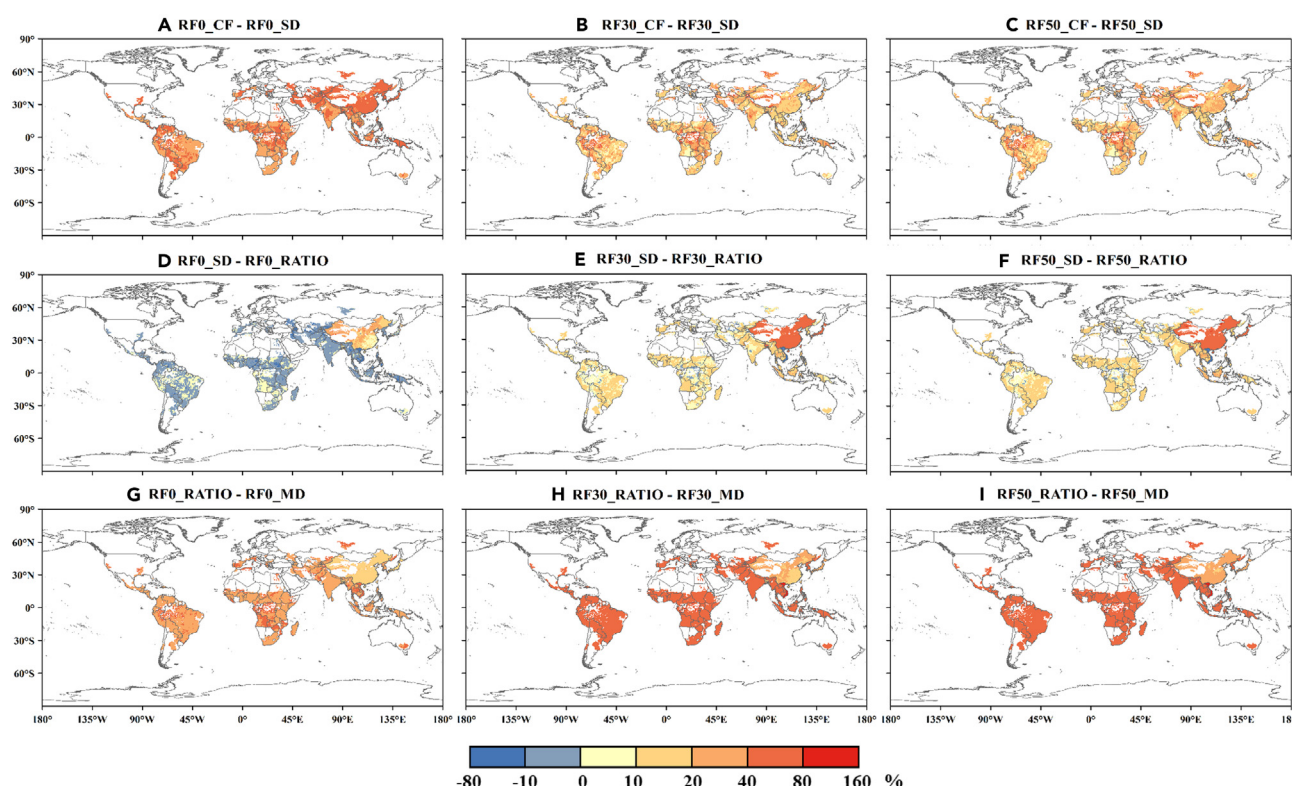 A RF0_CF - RF0_SD
B RF30_CF - RF30_SD
C RF50_CF - RF50_SD
90°
60°N
30°N
0°
30°S
60°S
D RF0_SD - RF0_RATIO
E RF30_SD - RF30_RATIO
F RF50_SD - RF50_RATIO
90°
60°N
30°N
0°
30°S
60°S
G RF0_RATIO - RF0_MD
H RF30_RATIO - RF30_MD
I RF50_RATIO - RF50_MD
90°
60°N
30°N
0°
30°S
60°S
180° 135°W 90°W 45°W 0° 45°E 90°E 135°E 180° 135°W 90°W 45°W 0° 45°E 90°E 135°E 180° 135°W 90°W 45°W 0° 45°E 90°E 135°E
-80 -10 0 10 20 40 80 160 %